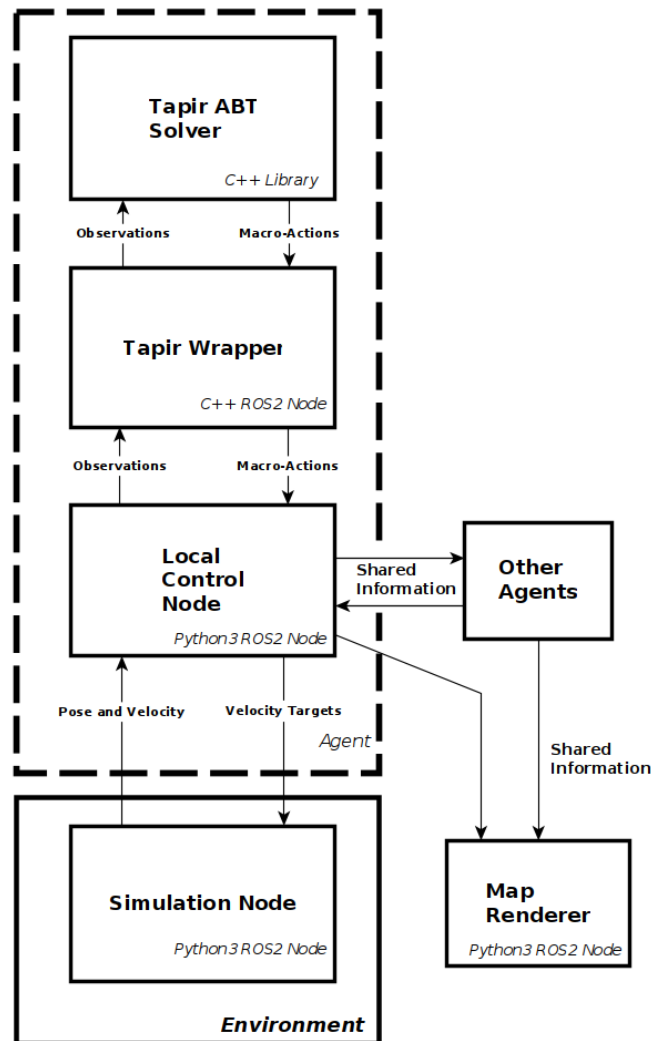 Tapir ABT
Solver
C++ Library
Observations
Macro-Actions
Tapir Wrapper
C++ ROS2 Node
Observations
Macro-Actions
Local
Control
Node
Python3 ROS2 Node
Shared
Information
Other
Agents
Pose and Velocity
Velocity Targets
Agent
Shared
Information
Simulation Node
Python3 ROS2 Node
Environment
Map
Renderer
Python3 ROS2 Node